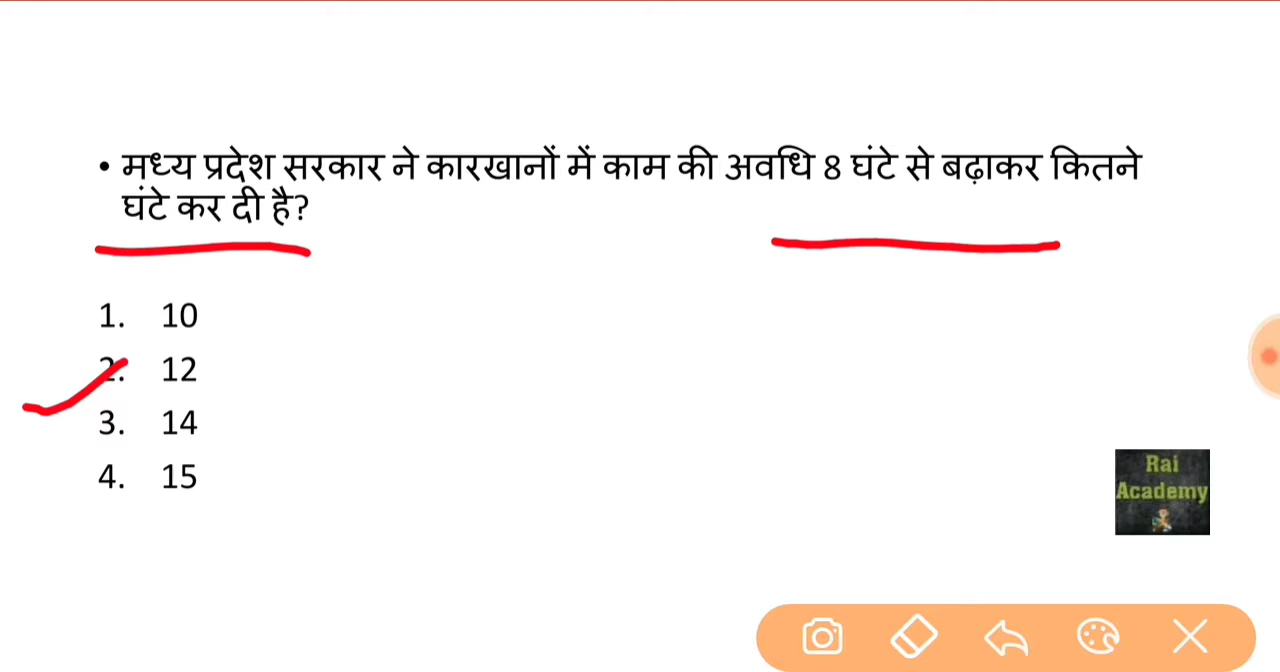 • मध्य प्रदेश सरकार ने कारखानों में काम की अवधि 8 घंटे से बढ़ाकर कितने
घंटे कर दी है?
1. 10
2. 12
3. 14
4. 15
Rai
Academy